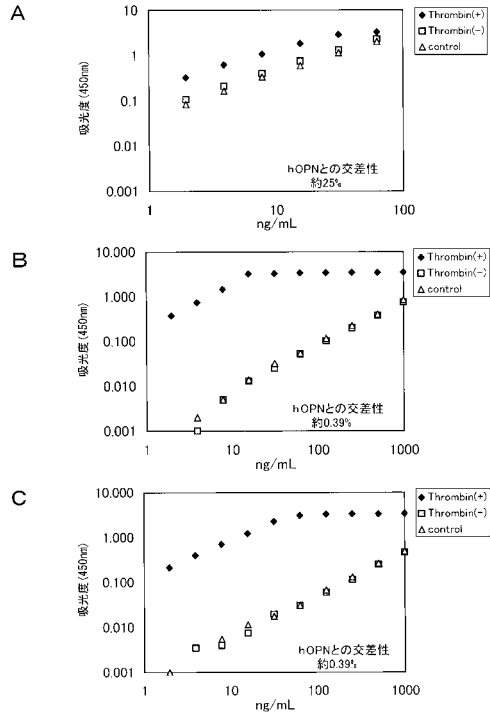 A
吸光度(450nm)
10
1
0.1
0.01
0.001
1
10
100
ng/mL
hOPNとの交差性
約25%
Thrombin(+)
Thrombin(-)
control
B
吸光度(450nm)
10.000
1.000
0.100
0.010
0.001
1
10
100
1000
ng/mL
hOPNとの交差性
約0.39%
Thrombin(+)
Thrombin(-)
control
C
吸光度(450nm)
10.000
1.000
0.100
0.010
0.001
1
10
100
1000
ng/mL
hOPNとの交差性
約0.39%
Thrombin(+)
Thrombin(-)
control